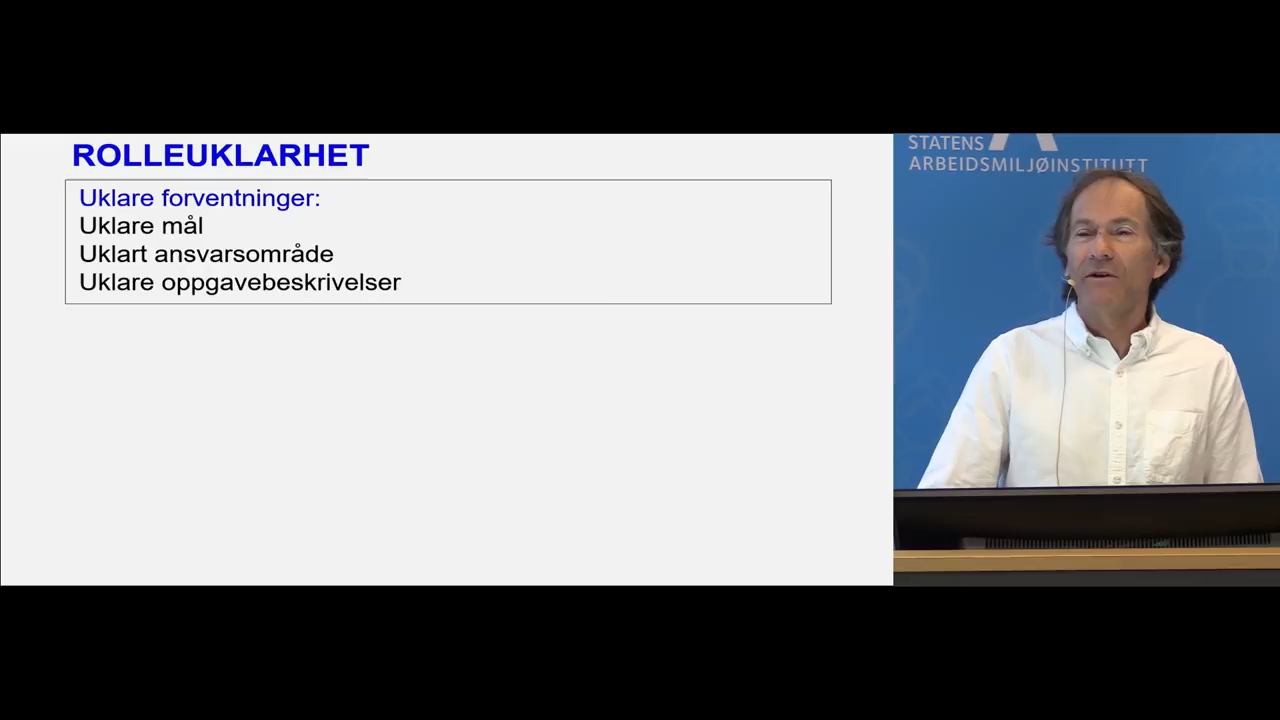 ROLLEUKLARHET
Uklare forventninger:
Uklare mål
Uklart ansvarsområde
Uklare oppgavebeskrivelser
STATENS
ARBEIDSMILJØINSTITUTT